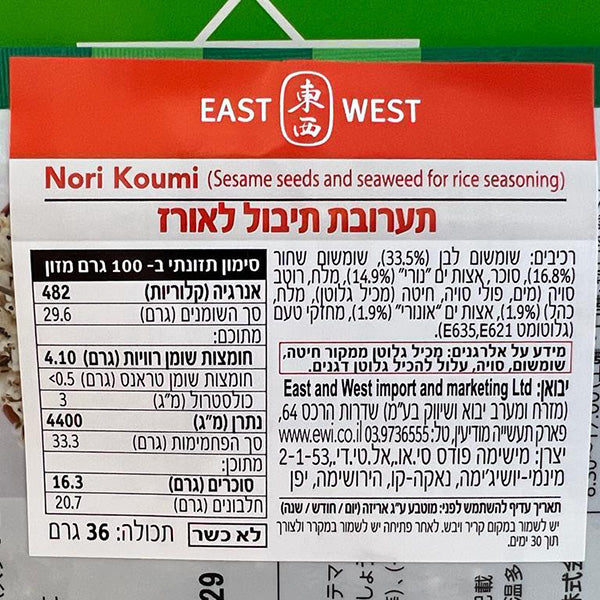 EAST 東西 WEST
Nori Koumi (Sesame seeds and seaweed for rice seasoning)
תערובת תיבול לאורז
רכיבים: שומשום לבן (33.5%), שומשום שחור
(16.8%), סוכר, אצות ים "נורי" (14.9%), מלח, רוטב
סויה (מים, פולי סויה, חיטה (מכיל גלוטן), מלח,
כהל) (1.9%), אצות ים "אונורי" (1.9%), מחזקי טעם
(גלוטומט E635,E621).
מידע על אלרגנים: מכיל גלוטן ממקור חיטה,
שומשום, סויה, עלול להכיל גלוטן דגנים.
יבואן: East and West import and marketing Ltd
(מזרח ומערב יבוא ושיווק בע"מ) שדרות הרכס 64,
פארק תעשייה מודיעין, טל: 03.9736555 www.ewi.co.il
יצרן: מישימה פודס סי.או.,אל.טי.די., 2-1-53
מינמי-יושיג'ימה, נאקה-קו, הירושימה, יפן
תאריך עדיף להשתמש לפני: מוטבע ע"ג אריזה (יום / חודש / שנה)
יש לשמור במקום קריר ויבש. לאחר פתיחה יש לשמור במקרר ולצורך
תוך 30 ימים.
סימון תזונתי ב- 100 גרם מזון
אנרגיה (קלוריות) 482
סך השומנים (גרם) 29.6
מתוכם:
חומצות שומן רוויות (גרם) 4.10
חומצות שומן טראנס (גרם) <0.5
כולסטרול (מ"ג) 3
נתרן (מ"ג) 4400
סך הפחמימות (גרם) 33.3
מתוכן:
סוכרים (גרם) 16.3
חלבונים (גרם) 20.7
לא כשר תכולה: 36 גרם
29